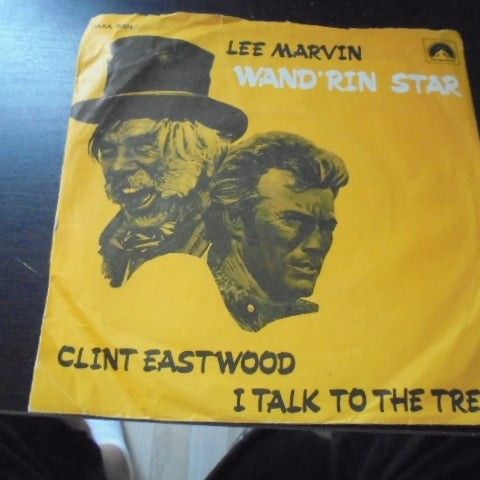 LEE MARVIN
WAND'RIN STAR
CLINT EASTWOOD
I TALK TO THE TRE